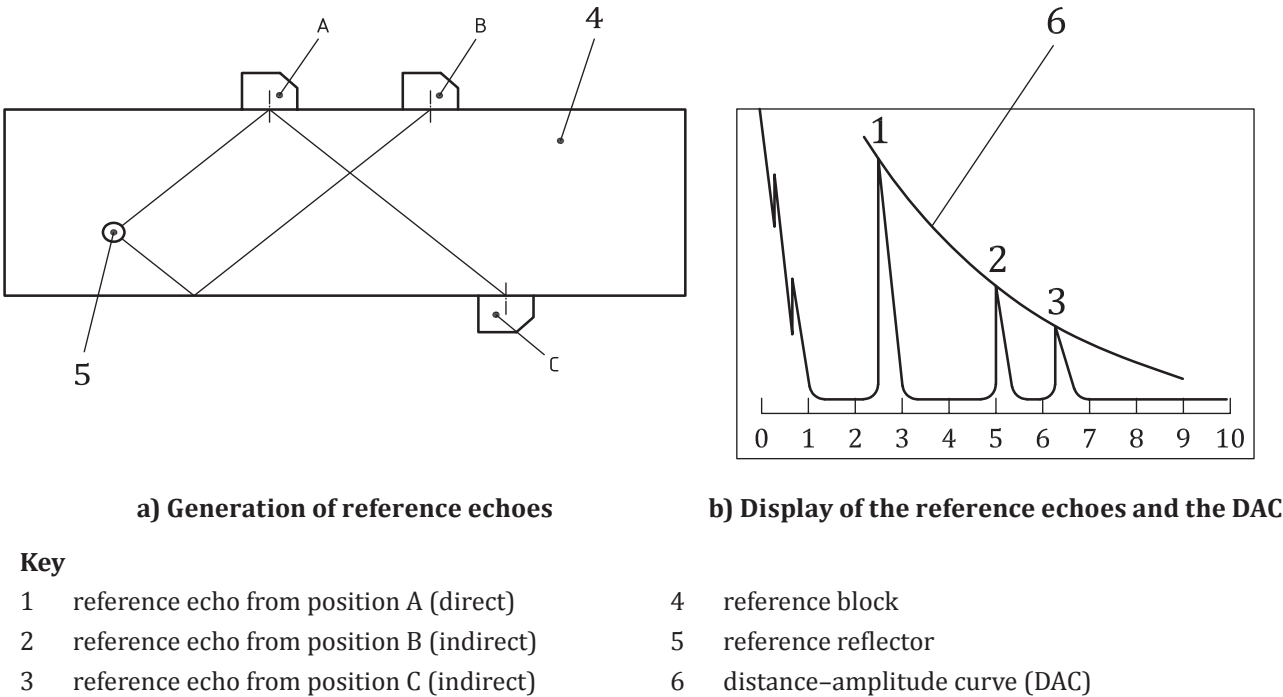 A
B
4
5
C
6
1
2
3
0 1 2 3 4 5 6 7 8 9 10
a) Generation of reference echoes
b) Display of the reference echoes and the DAC
Key
1 reference echo from position A (direct)
2 reference echo from position B (indirect)
3 reference echo from position C (indirect)
4 reference block
5 reference reflector
6 distance–amplitude curve (DAC)